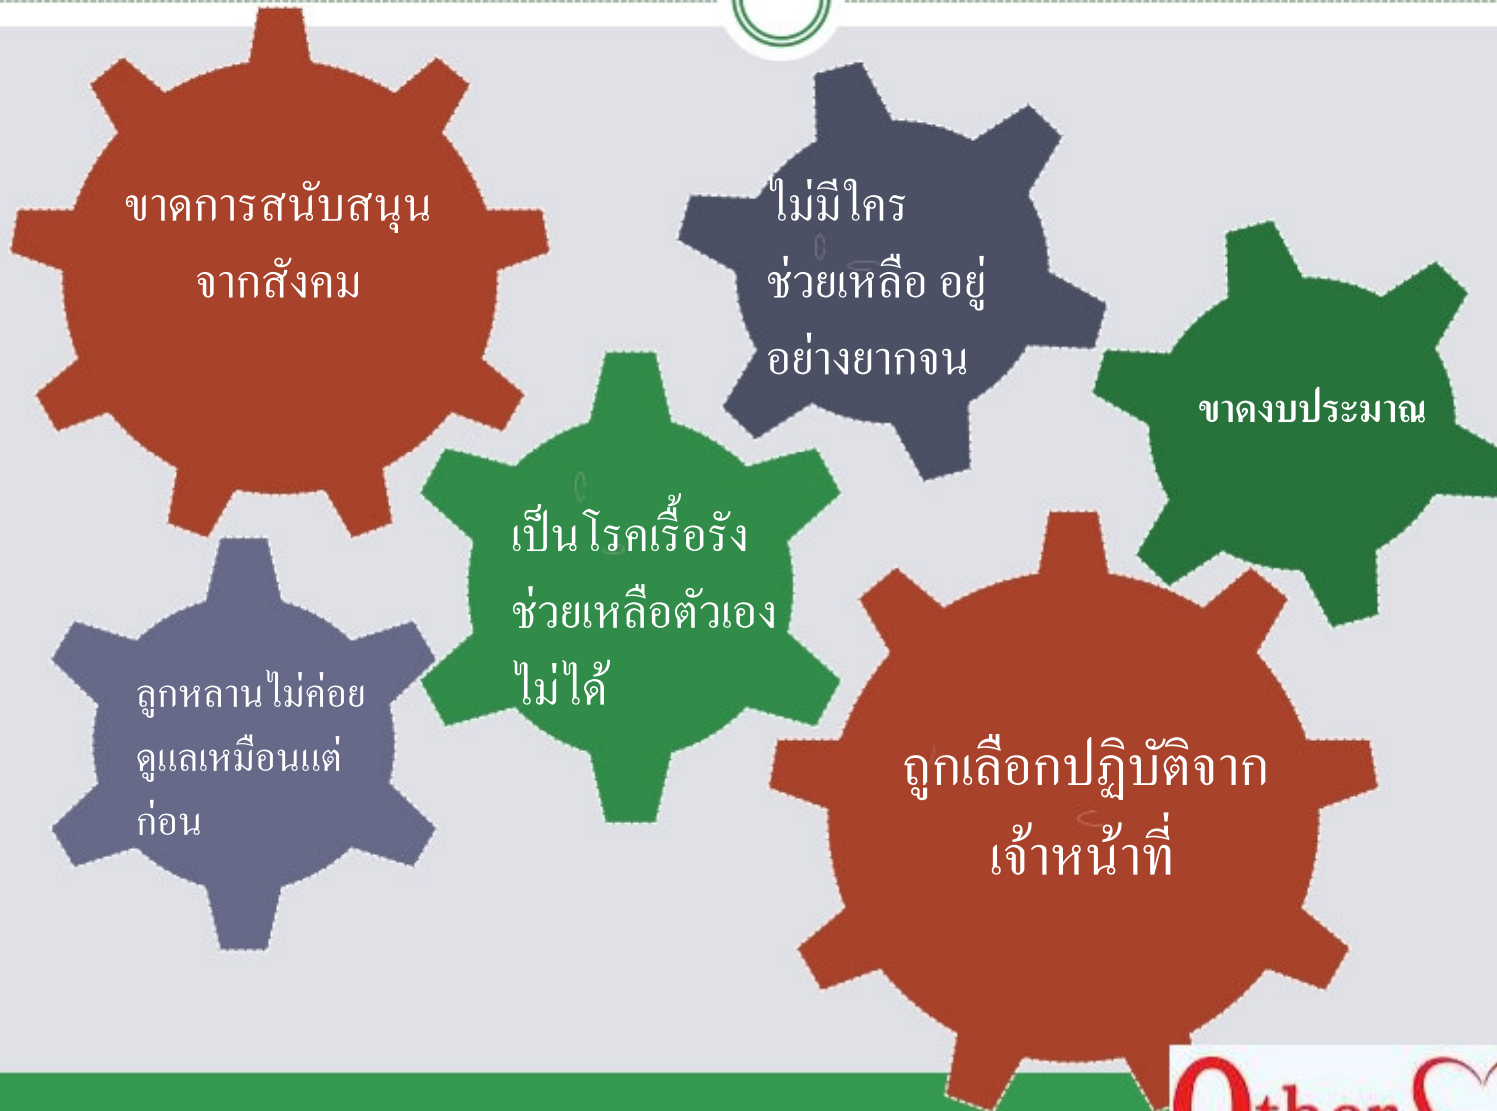 ขาดการสนับสนุน
จากสังคม
ไม่มีใคร
ช่วยเหลือ อยู่
อย่างยากจน
ขาดงบประมาณ
เป็นโรคเรื้อรัง
ช่วยเหลือตัวเอง
ไม่ได้
ลูกหลานไม่ค่อย
ดูแลเหมือนแต่
ก่อน
ถูกเลือกปฏิบัติจาก
เจ้าหน้าที่
Other